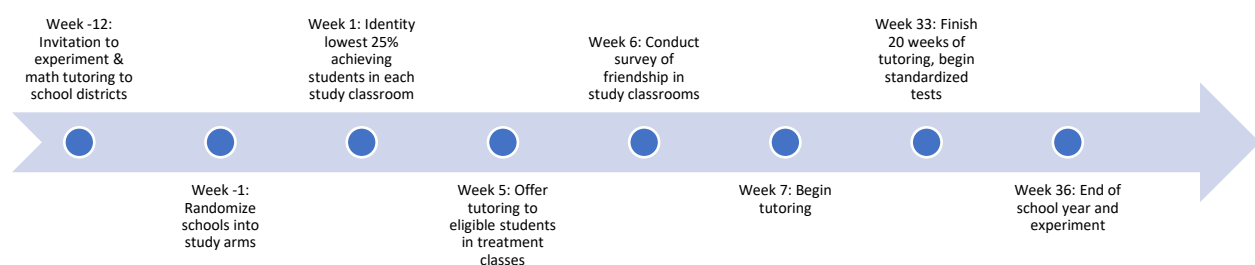 Week -12:
Invitation to
experiment &
math tutoring to
school districts
Week -1:
Randomize
schools into
study arms
Week 1: Identity
lowest 25%
achieving
students in each
study classroom
Week 5: Offer
tutoring to
eligible students
in treatment
classes
Week 6: Conduct
survey of
friendship in
study classrooms
Week 7: Begin
tutoring
Week 33: Finish
20 weeks of
tutoring, begin
standardized
tests
Week 36: End of
school year and
experiment